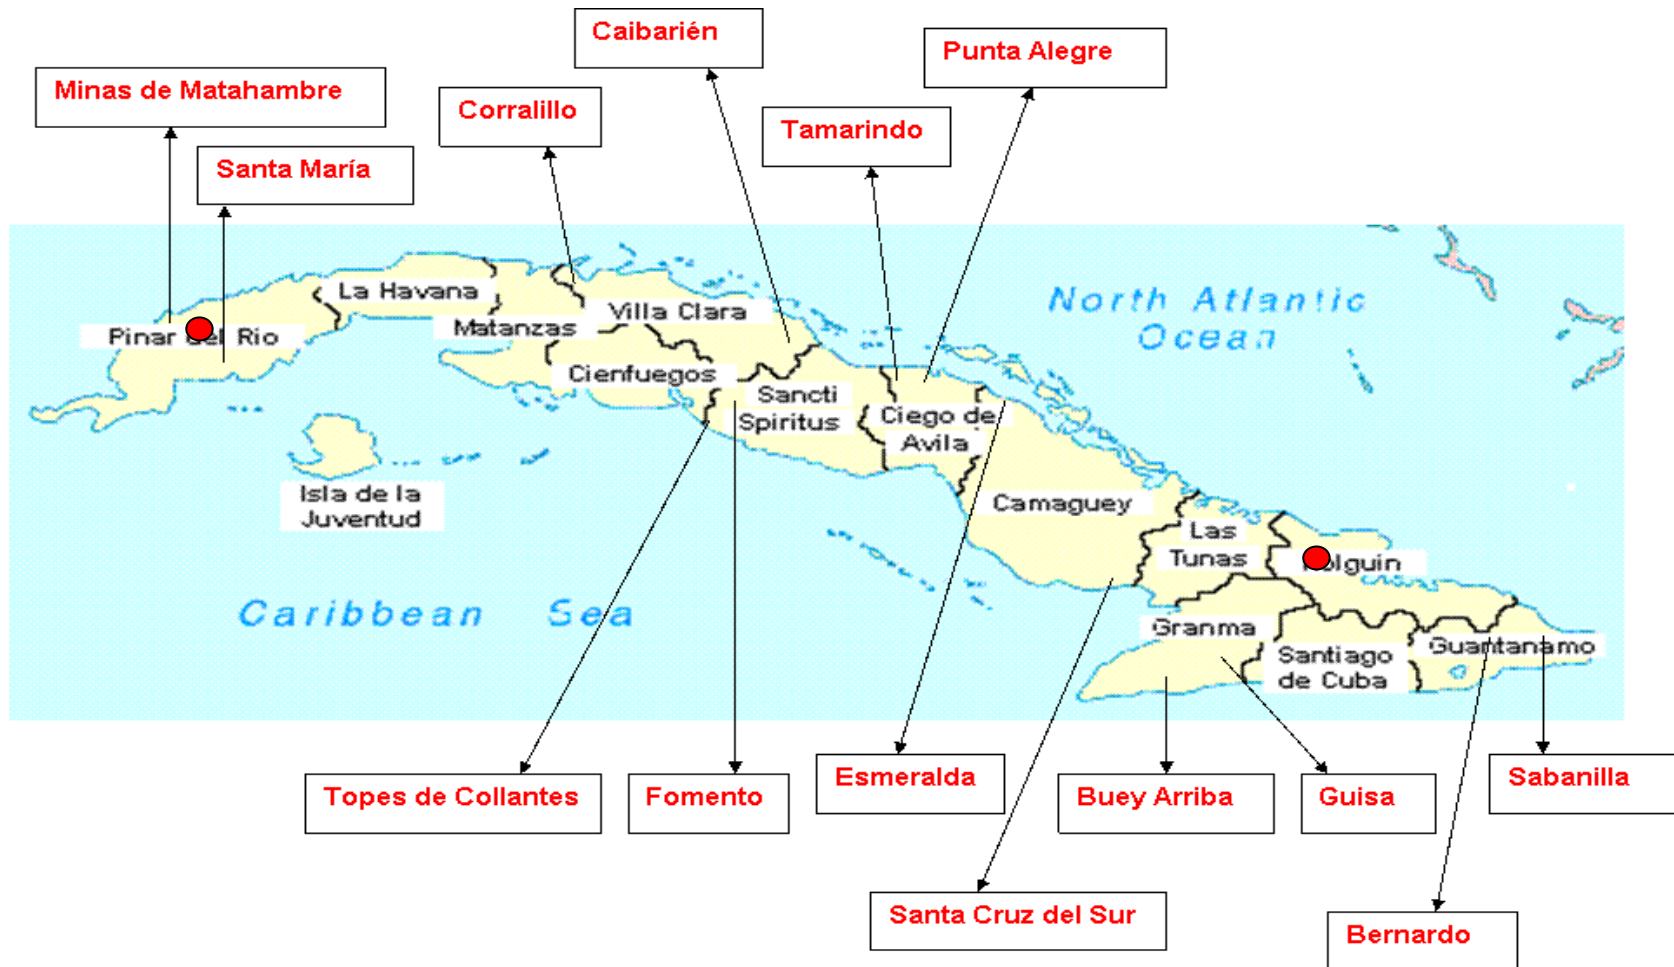 Caibarién
Punta Alegre
Minas de Matahambre
Corralillo
Tamarindo
Santa María
La Havana
North Atlantic
Ocean
Villa Clara
Matanzas
Pinar del Rio
Cienfuegos
Sancti
Spiritus
Ciego de
Avila
Isla de la
Juventud
Camaguey
Las
Tunas
Holguin
Caribbean Sea
Granma
Guantanamo
Santiago
de Cuba
Topes de Collantes
Fomento
Esmeralda
Buey Arriba
Guisa
Sabanilla
Santa Cruz del Sur
Bernardo